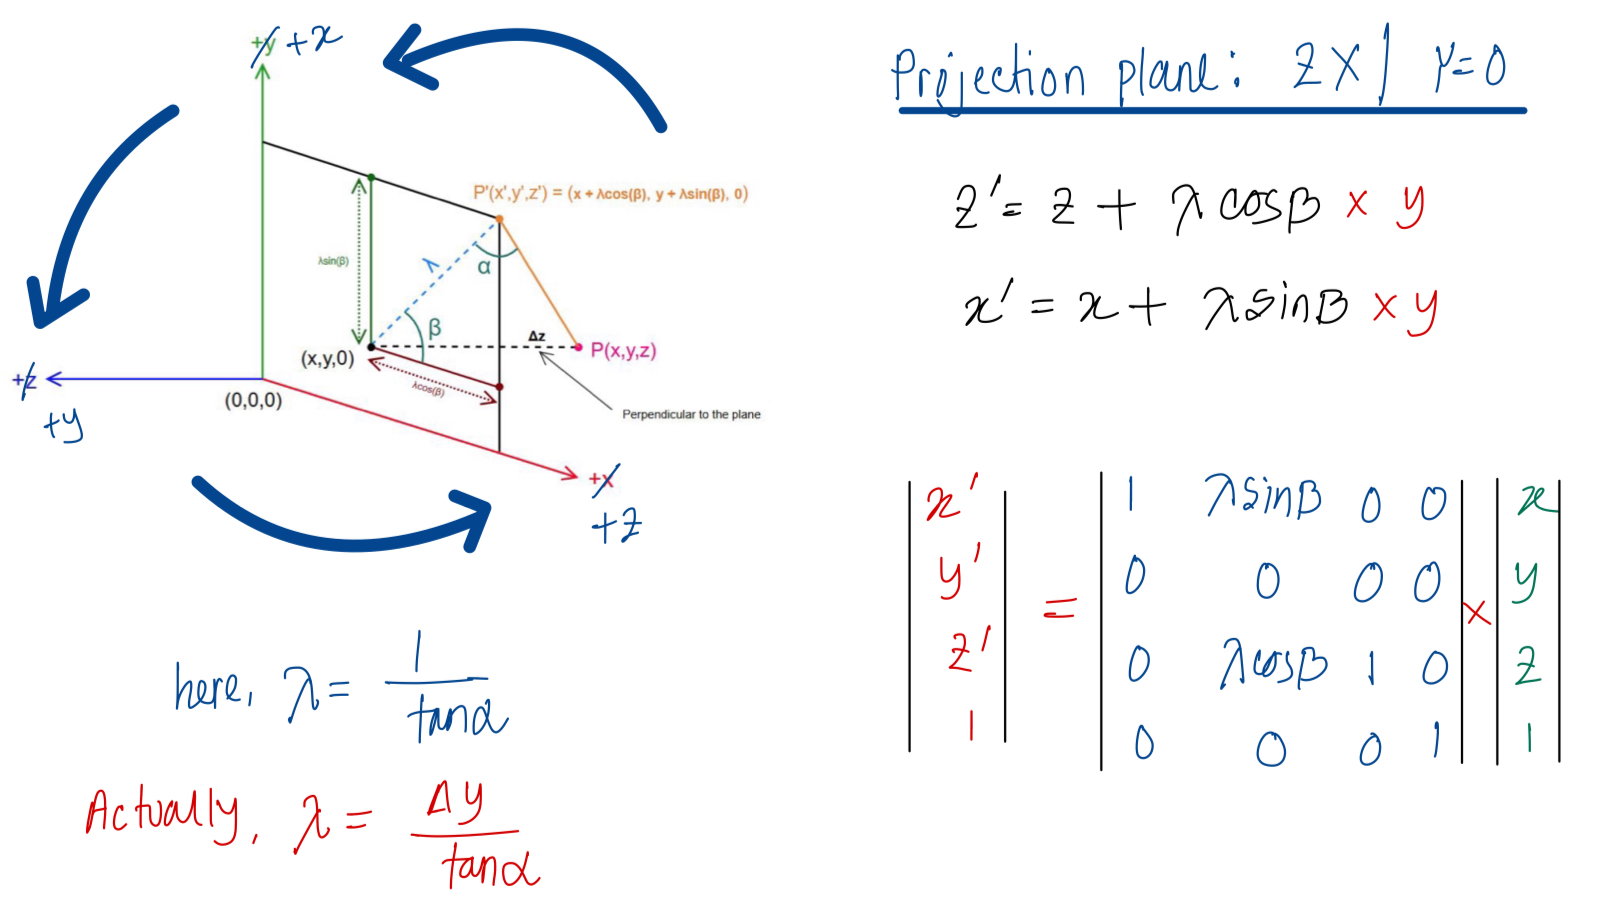 +y +x
P'(x',y',z') = (x + λcos(β), y + λsin(β), 0)
λsin(β)
λ
α
β
Δz
(x,y,0)
P(x,y,z)
λcos(β)
+z
+y
(0,0,0)
Perpendicular to the plane
+x
+z
here, λ = 1 / tanα
Actually, λ = Δy / tanα
Projection plane: ZX | Y=0
z' = z + λ cosβ × y
x' = x + λ sinβ × y
| x' | = | 1 λsinβ 0 0 | × | x |
| y' | | 0 0 0 0 | | y |
| z' | | 0 λcosβ 1 0 | | z |
| 1 | | 0 0 0 1 | | 1 |